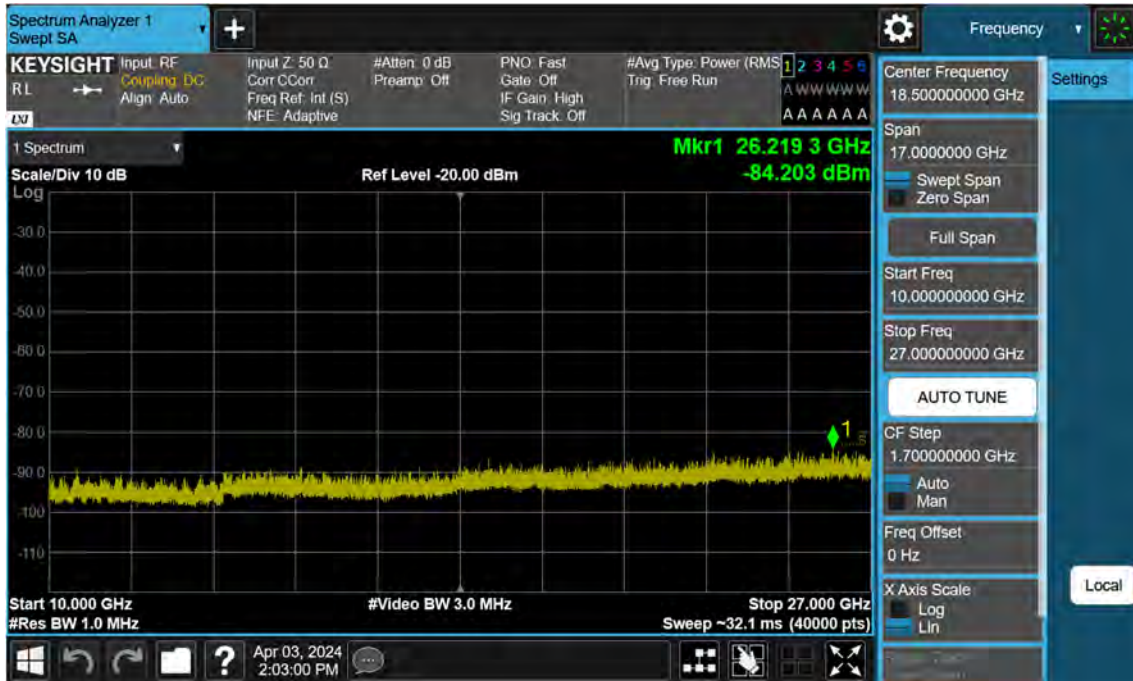 Spectrum Analyzer 1
Swept SA
Frequency
KEYSIGHT
RL
LXI
Input: RF
Coupling: DC
Align: Auto
Input Z: 50 Ω
Corr CCorr
Freq Ref: Int (S)
NFE: Adaptive
#Atten: 0 dB
Preamp: Off
PNO: Fast
Gate: Off
IF Gain: High
Sig Track: Off
#Avg Type: Power (RMS
Trig: Free Run
1 2 3 4 5 6
A W W W W W
A A A A A A
1 Spectrum
Scale/Div 10 dB
Ref Level -20.00 dBm
Mkr1 26.219 3 GHz
-84.203 dBm
Log
-30.0
-40.0
-50.0
-60.0
-70.0
-80.0
-90.0
-100
-110
1
Start 10.000 GHz
#Video BW 3.0 MHz
Stop 27.000 GHz
#Res BW 1.0 MHz
Sweep ~32.1 ms (40000 pts)
Center Frequency
18.500000000 GHz
Settings
Span
17.0000000 GHz
Swept Span
Zero Span
Full Span
Start Freq
10.000000000 GHz
Stop Freq
27.000000000 GHz
AUTO TUNE
CF Step
1.700000000 GHz
Auto
Man
Freq Offset
0 Hz
X Axis Scale
Log
Lin
Local
?
Apr 03, 2024
2:03:00 PM